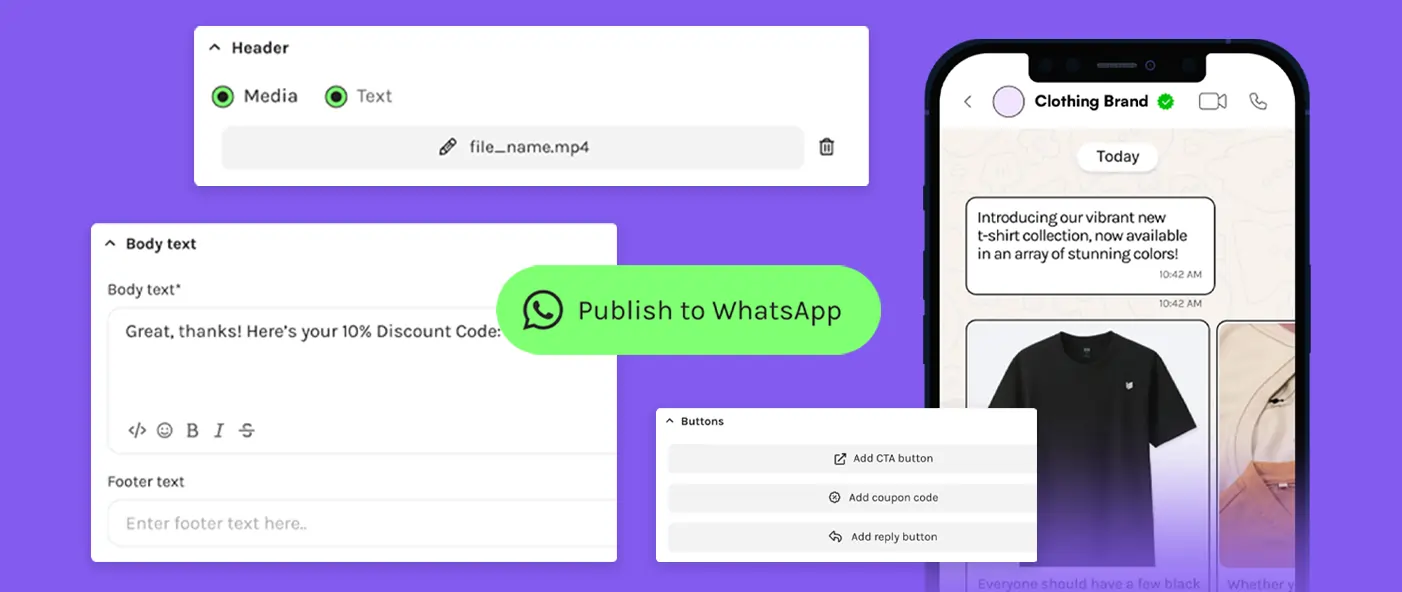 Header
Media
Text
file_name.mp4
Body text
Body text*
Great, thanks! Here's your 10% Discount Code:
Footer text
Enter footer text here..
Publish to WhatsApp
Buttons
Add CTA button
Add coupon code
Add reply button
Clothing Brand
Today
Introducing our vibrant new
t-shirt collection, now available
in an array of stunning colors!
10:42 AM
10:42 AM
Everyone should have a few black
Whether y